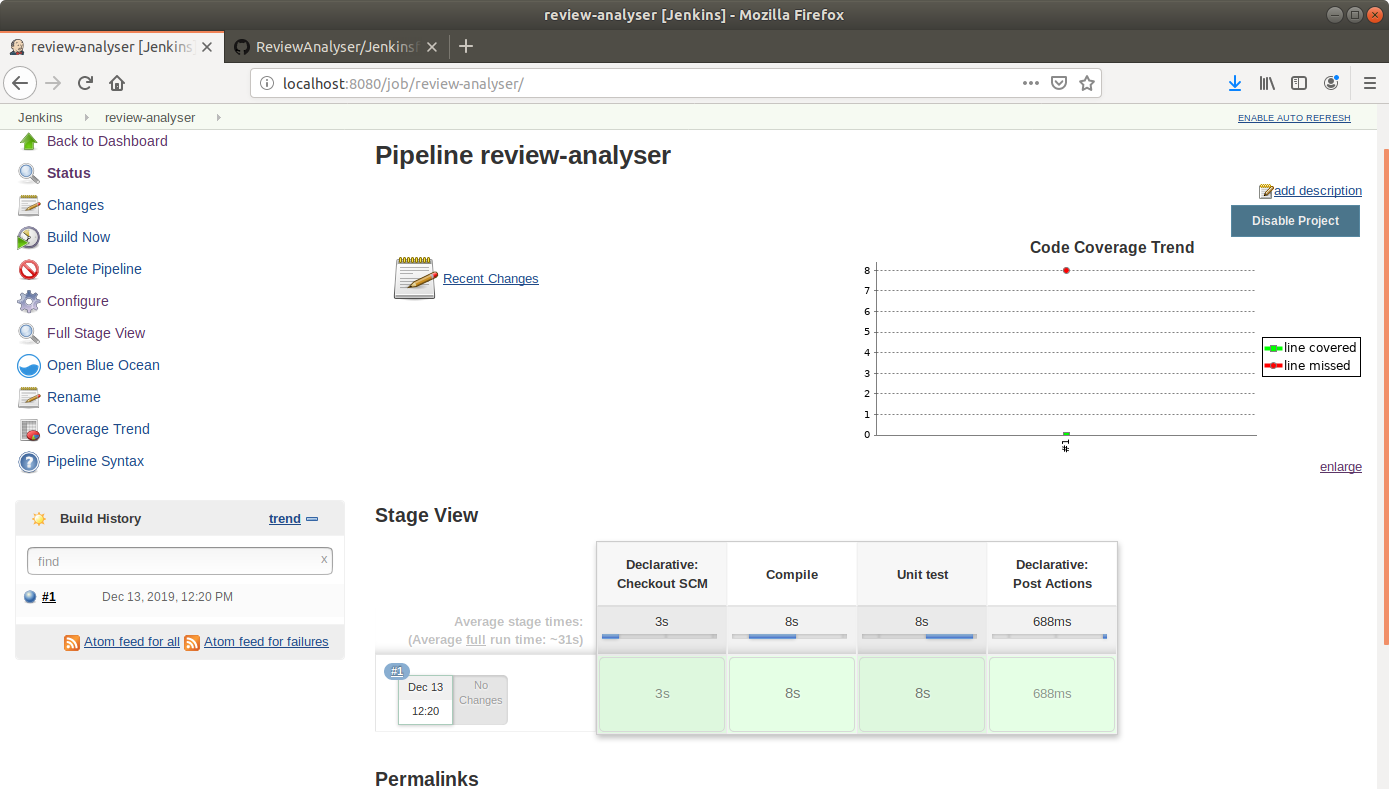 review-analyser [Jenkins] - Mozilla Firefox
review-analyser [Jenkins
ReviewAnalyser/Jenkinsf
localhost:8080/job/review-analyser/
Jenkins
review-analyser
ENABLE AUTO REFRESH
Back to Dashboard
Status
Changes
Build Now
Delete Pipeline
Configure
Full Stage View
Open Blue Ocean
Rename
Coverage Trend
Pipeline Syntax
Build History
trend
find
x
#1
Dec 13, 2019, 12:20 PM
Atom feed for all
Atom feed for failures
Pipeline review-analyser
add description
Disable Project
Recent Changes
Code Coverage Trend
8
7
6
5
4
3
2
1
0
#1
line covered
line missed
enlarge
Stage View
Declarative:
Checkout SCM
Compile
Unit test
Declarative:
Post Actions
Average stage times:
(Average full run time: ~31s)
3s
8s
8s
688ms
#1
Dec 13
12:20
No
Changes
3s
8s
8s
688ms
Permalinks